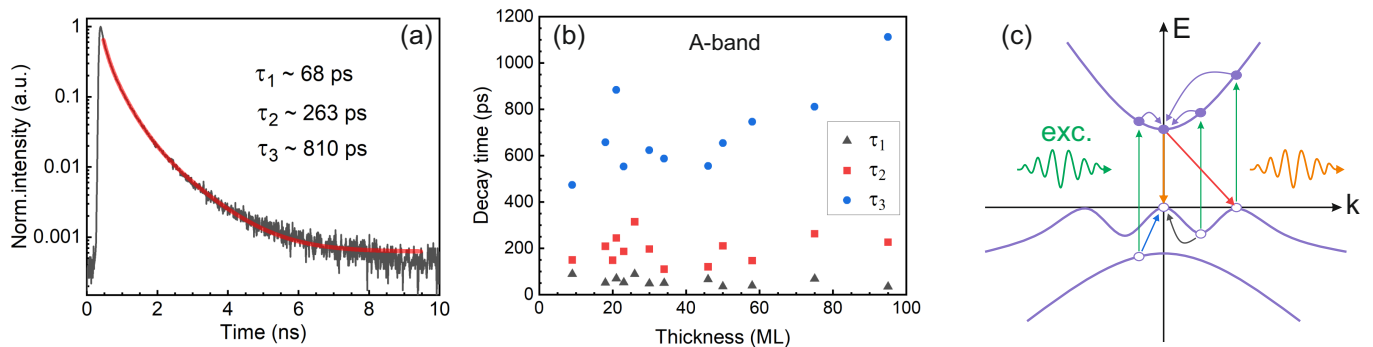 (a)
τ1 ~ 68 ps
τ2 ~ 263 ps
τ3 ~ 810 ps
Norm.intensity (a.u.)
1
0.1
0.01
0.001
0 2 4 6 8 10
Time (ns)
(b)
A-band
Decay time (ps)
1200
1000
800
600
400
200
0
τ1
τ2
τ3
0 20 40 60 80 100
Thickness (ML)
(c)
E
exc.
k